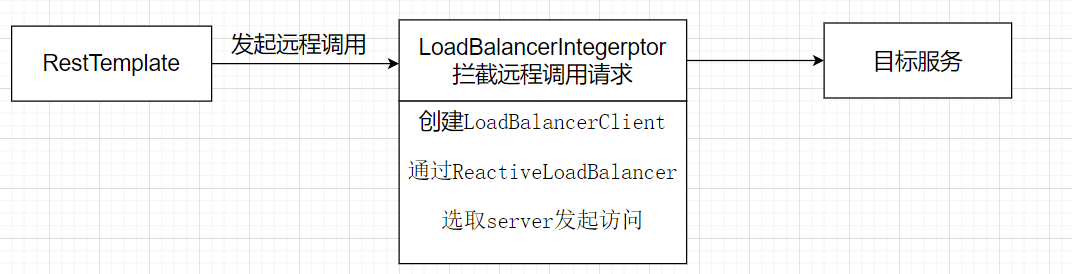 RestTemplate
发起远程调用
LoadBalancerIntegerptor
拦截远程调用请求
创建LoadBalancerClient
通过ReactiveLoadBalancer
选取server发起访问
目标服务